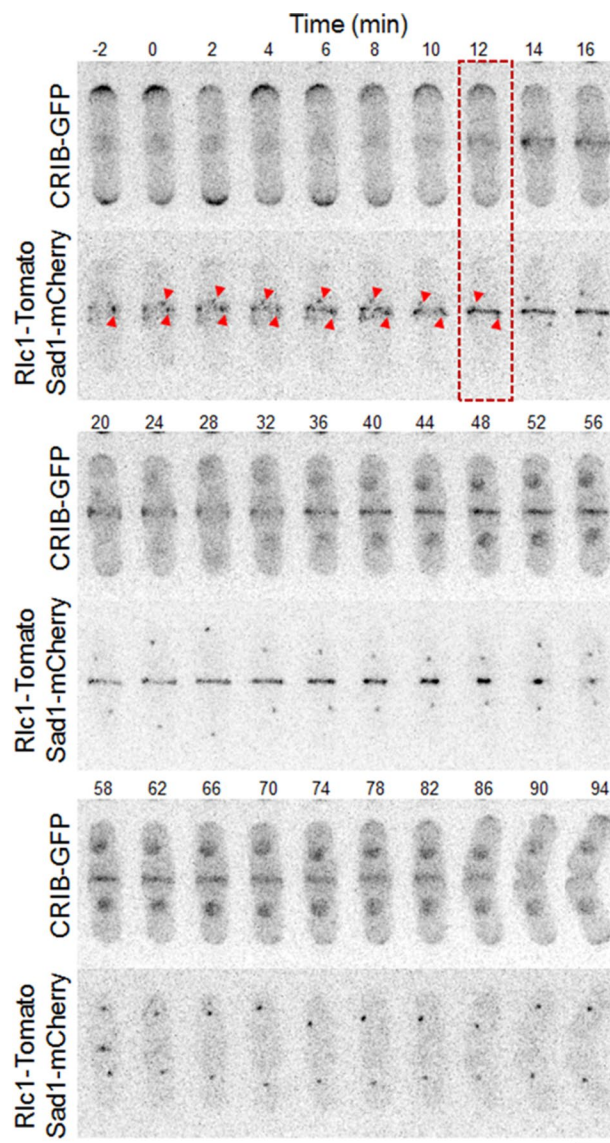 Time (min)
-2 0 2 4 6 8 10 12 14 16
CRIB-GFP
Rlc1-Tomato
Sad1-mCherry
20 24 28 32 36 40 44 48 52 56
CRIB-GFP
Rlc1-Tomato
Sad1-mCherry
58 62 66 70 74 78 82 86 90 94
CRIB-GFP
Rlc1-Tomato
Sad1-mCherry